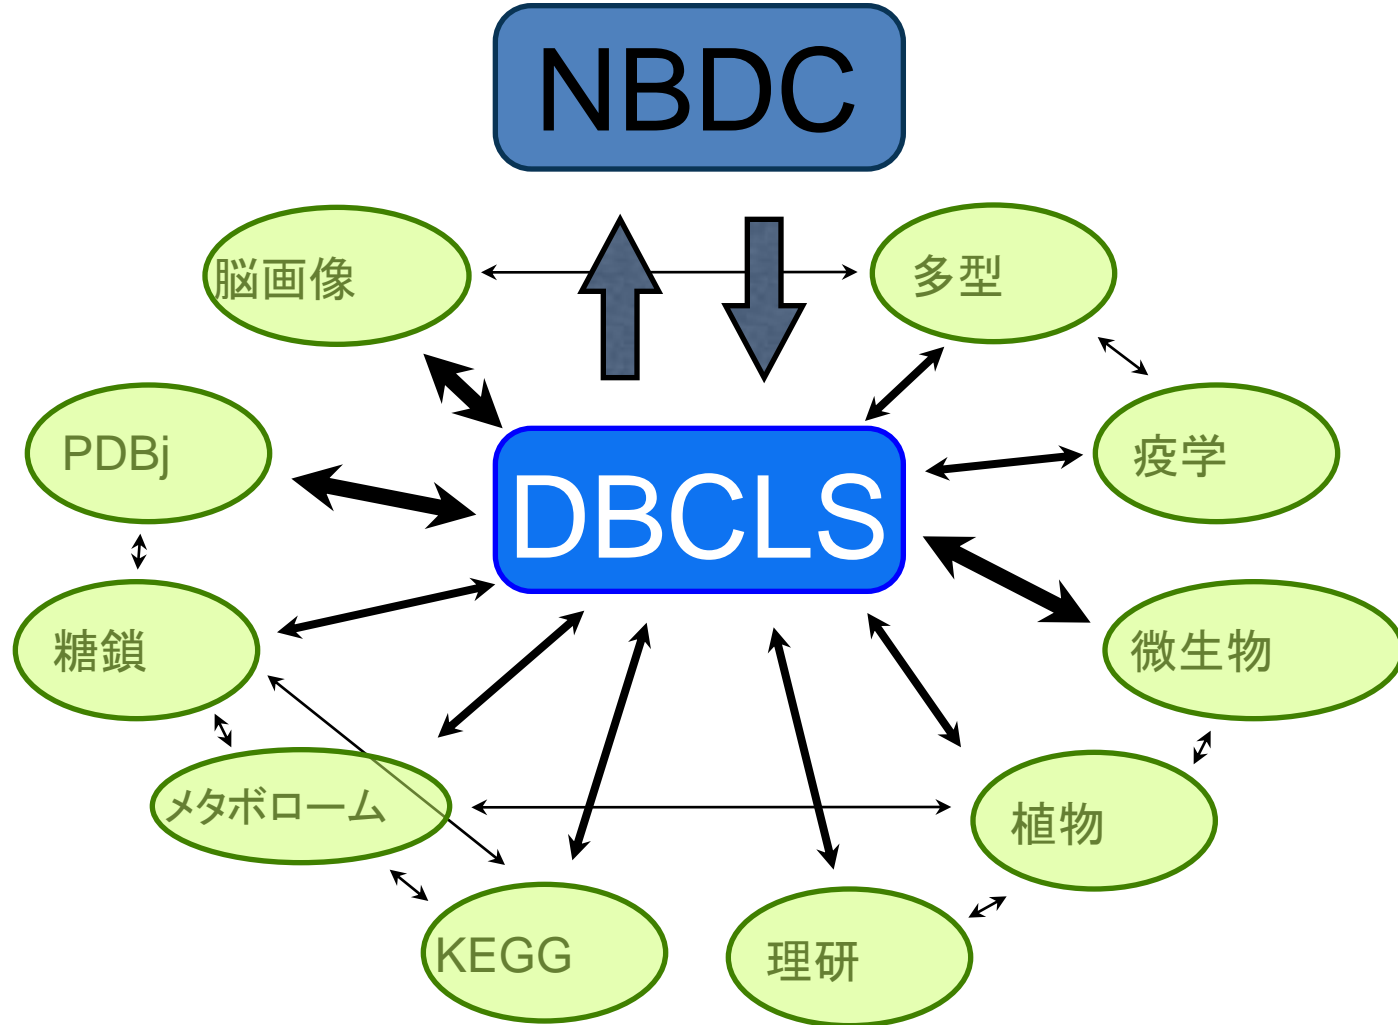 NBDC
脳画像
多型
PDBj
疫学
DBCLS
糖鎖
微生物
メタボローム
植物
KEGG
理研